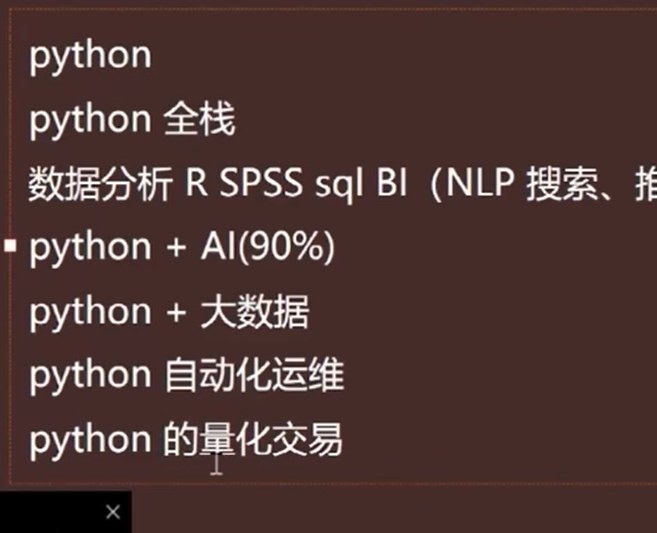 python
python 全栈
数据分析 R SPSS sql BI（NLP 搜索、推
python + AI(90%)
python + 大数据
python 自动化运维
python 的量化交易